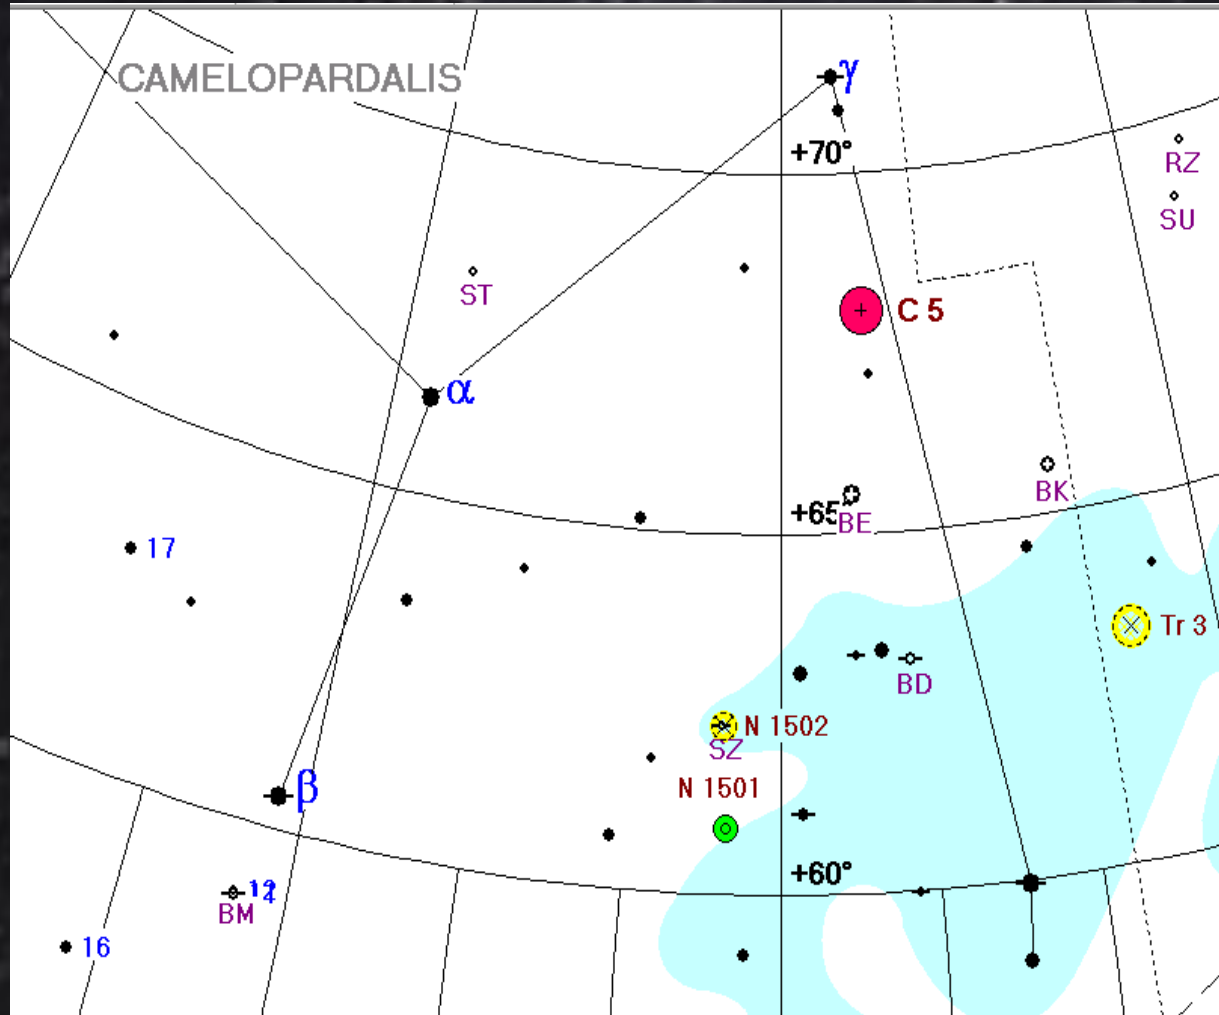 CAMELOPARDALIS
γ
+70°
RZ
SU
ST
C 5
α
BK
+65
BE
17
Tr 3
BD
N 1502
SZ
N 1501
β
+60°
BM
16